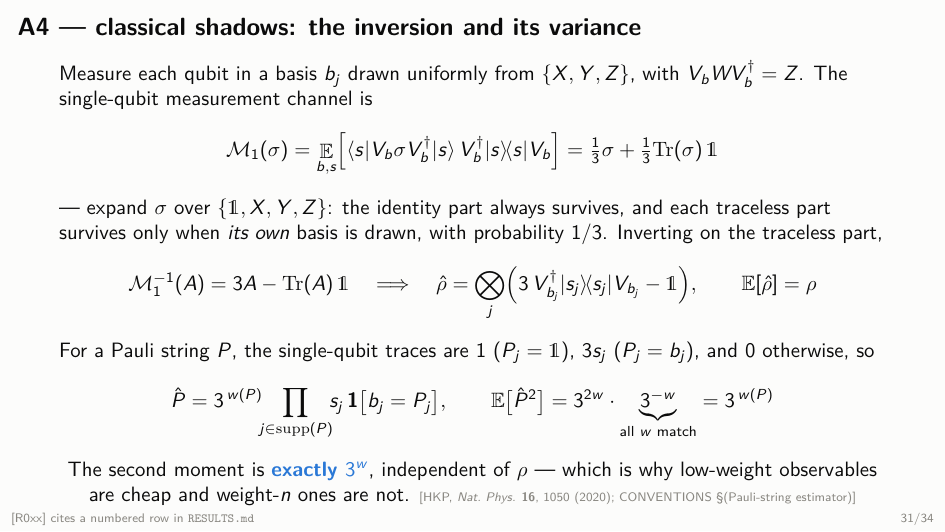 A4 — classical shadows: the inversion and its variance
Measure each qubit in a basis b_j drawn uniformly from {X, Y, Z}, with V_b W V_b^† = Z. The
single-qubit measurement channel is
ℳ_1(σ) = 𝔼_{b,s}[⟨s|V_b σ V_b^†|s⟩ V_b^†|s⟩⟨s|V_b] = 1/3 σ + 1/3 Tr(σ) 𝟙
— expand σ over {𝟙, X, Y, Z}: the identity part always survives, and each traceless part
survives only when its own basis is drawn, with probability 1/3. Inverting on the traceless part,
ℳ_1^{-1}(A) = 3A − Tr(A) 𝟙 ⟹ ρ̂ = ⨂_j (3 V_{b_j}^†|s_j⟩⟨s_j|V_{b_j} − 𝟙), 𝔼[ρ̂] = ρ
For a Pauli string P, the single-qubit traces are 1 (P_j = 𝟙), 3s_j (P_j = b_j), and 0 otherwise, so
P̂ = 3^{w(P)} ∏_{j∈supp(P)} s_j 𝟏[b_j = P_j], 𝔼[P̂^2] = 3^{2w} · 3^{−w} = 3^{w(P)}
all w match
The second moment is exactly 3^w, independent of ρ — which is why low-weight observables
are cheap and weight-n ones are not. [HKP, Nat. Phys. 16, 1050 (2020); CONVENTIONS §(Pauli-string estimator)]
[R0xx] cites a numbered row in RESULTS.md
31/34